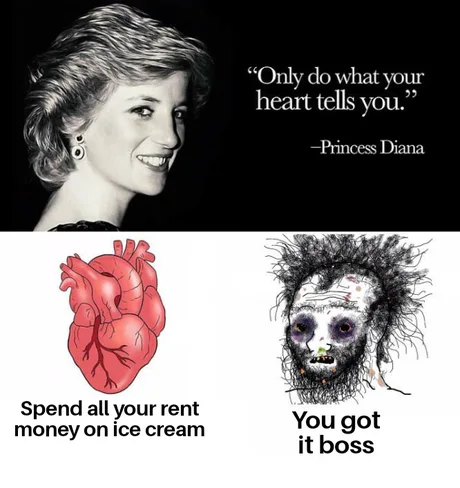 “Only do what your
heart tells you.”
–Princess Diana
Spend all your rent
money on ice cream
You got
it boss